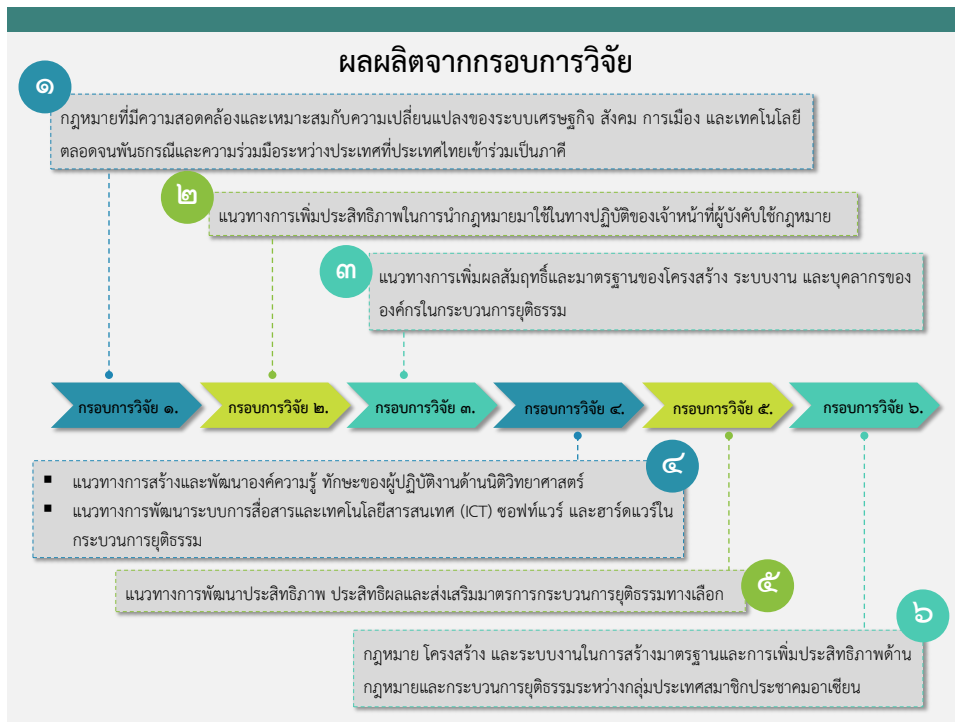 ผลผลิตจากกรอบการวิจัย
๑
กฎหมายที่มีความสอดคล้องและเหมาะสมกับความเปลี่ยนแปลงของระบบเศรษฐกิจ สังคม การเมือง และเทคโนโลยี
ตลอดจนพันธกรณีและความร่วมมือระหว่างประเทศที่ประเทศไทยเข้าร่วมเป็นภาคี
๒
แนวทางการเพิ่มประสิทธิภาพในการนำกฎหมายมาใช้ในทางปฏิบัติของเจ้าหน้าที่ผู้บังคับใช้กฎหมาย
๓
แนวทางการเพิ่มผลสัมฤทธิ์และมาตรฐานของโครงสร้าง ระบบงาน และบุคลากรของ
องค์กรในกระบวนการยุติธรรม
กรอบการวิจัย ๑.
กรอบการวิจัย ๒.
กรอบการวิจัย ๓.
กรอบการวิจัย ๔.
กรอบการวิจัย ๕.
กรอบการวิจัย ๖.
๔
▪ แนวทางการสร้างและพัฒนาองค์ความรู้ ทักษะของผู้ปฏิบัติงานด้านนิติวิทยาศาสตร์
▪ แนวทางการพัฒนาระบบการสื่อสารและเทคโนโลยีสารสนเทศ (ICT) ซอฟท์แวร์ และฮาร์ดแวร์ใน
กระบวนการยุติธรรม
๕
แนวทางการพัฒนาประสิทธิภาพ ประสิทธิผลและส่งเสริมมาตรการกระบวนการยุติธรรมทางเลือก
๖
กฎหมาย โครงสร้าง และระบบงานในการสร้างมาตรฐานและการเพิ่มประสิทธิภาพด้าน
กฎหมายและกระบวนการยุติธรรมระหว่างกลุ่มประเทศสมาชิกประชาคมอาเซียน